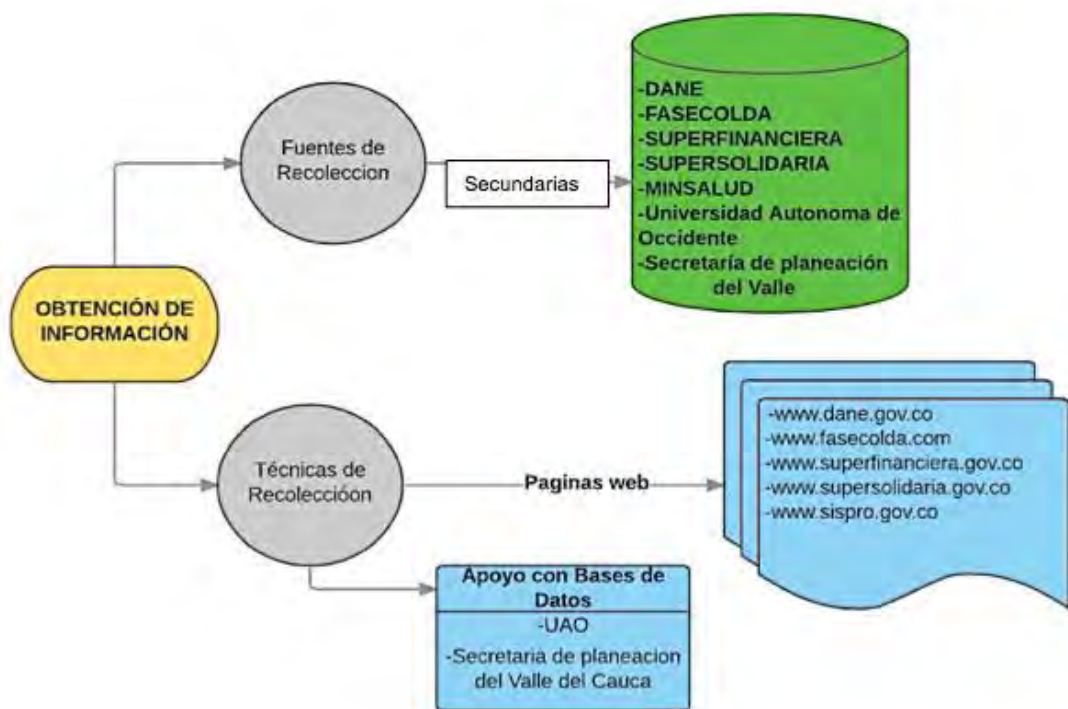 OBTENCIÓN DE
INFORMACIÓN
Fuentes de
Recoleccion
Secundarias
-DANE
-FASECOLDA
-SUPERFINANCIERA
-SUPERSOLIDARIA
-MINSALUD
-Universidad Autonoma de
Occidente
-Secretaría de planeación
del Valle
Técnicas de
Recoleccióon
Paginas web
-www.dane.gov.co
-www.fasecolda.com
-www.superfinanciera.gov.co
-www.supersolidaria.gov.co
-www.sispro.gov.co
Apoyo con Bases de
Datos
-UAO
-Secretaria de planeacion
del Valle del Cauca